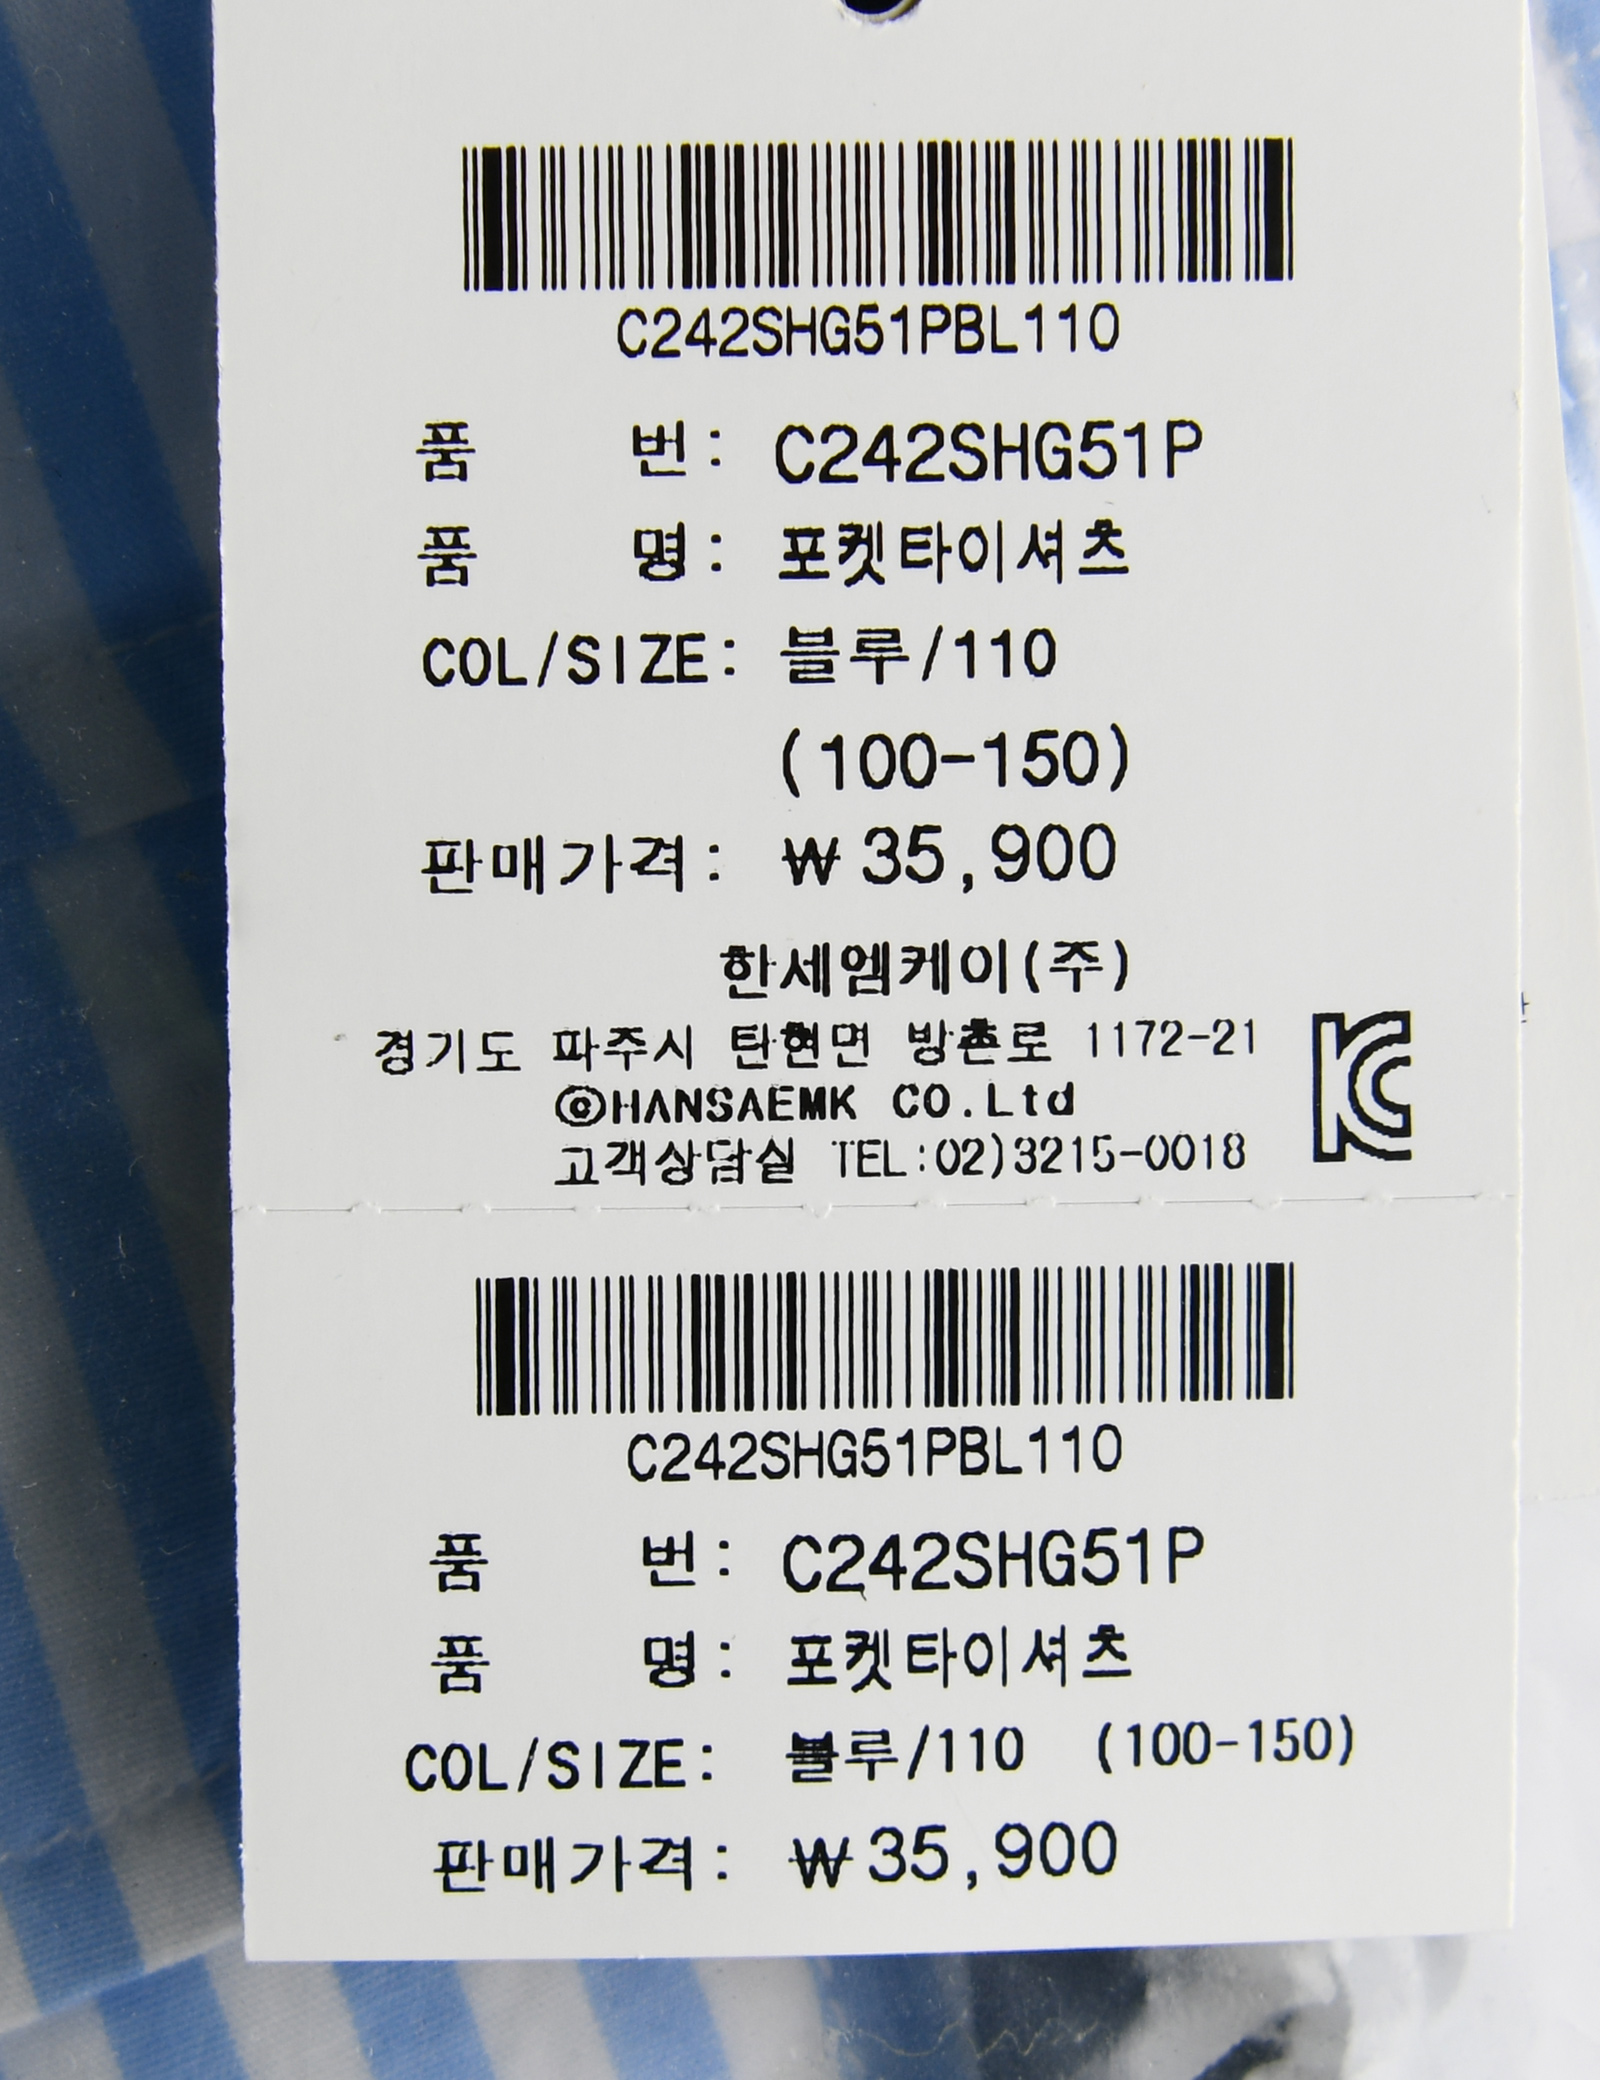 C242SHG51PBL110
품 번: C242SHG51P
품 명: 포켓타이셔츠
COL/SIZE: 블루/110
(100-150)
판매가격: ₩35,900
한세엠케이(주)
경기도 파주시 탄현면 방촌로 1172-21
©HANSAEMK CO.Ltd
고객상담실 TEL:02)3215-0018
KC
C242SHG51PBL110
품 번: C242SHG51P
품 명: 포켓타이셔츠
COL/SIZE: 블루/110 (100-150)
판매가격: ₩35,900